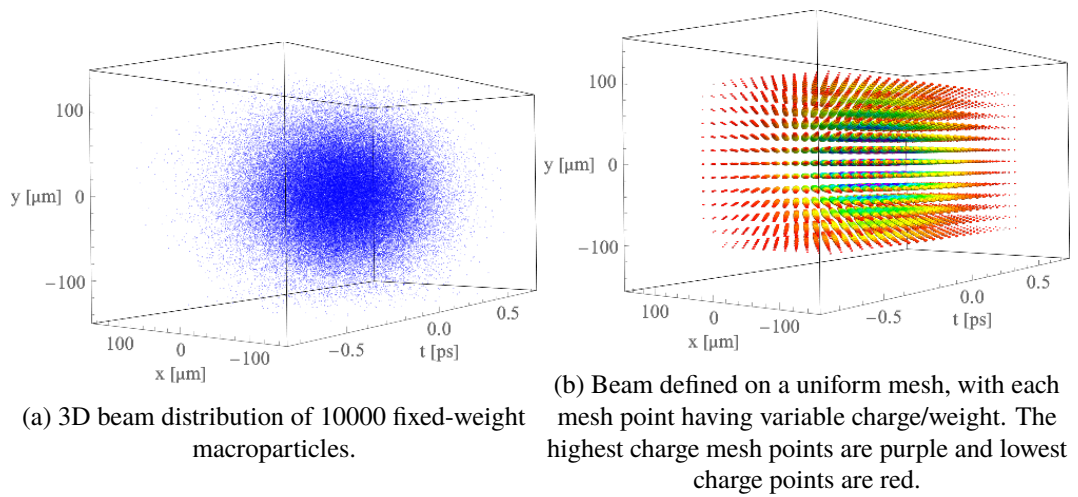 100
y [μm] 0
−100
100
0
−100
x [μm]
−0.5
0.0
0.5
t [ps]
(a) 3D beam distribution of 10000 fixed-weight
macroparticles.
100
y [μm] 0
−100
100
0
−100
x [μm]
−0.5
0.0
0.5
t [ps]
(b) Beam defined on a uniform mesh, with each
mesh point having variable charge/weight. The
highest charge mesh points are purple and lowest
charge points are red.